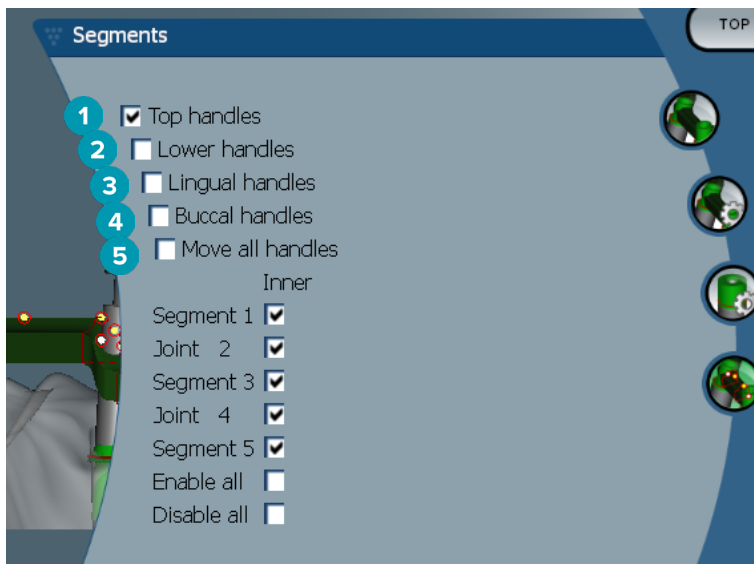 Segments
TOP
1 Top handles
2 Lower handles
3 Lingual handles
4 Buccal handles
5 Move all handles
Inner
Segment 1
Joint 2
Segment 3
Joint 4
Segment 5
Enable all
Disable all